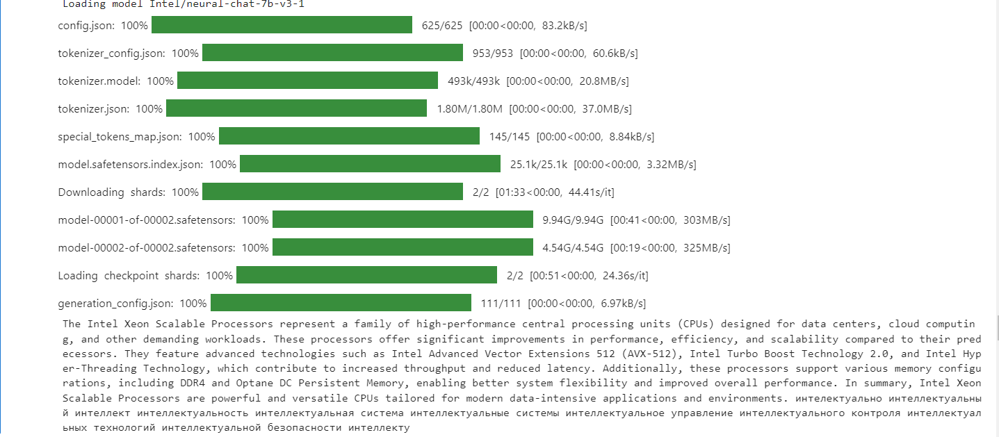 Loading model Intel/neural-chat-7b-v3-1
config.json: 100% 625/625 [00:00<00:00, 83.2kB/s]
tokenizer_config.json: 100% 953/953 [00:00<00:00, 60.6kB/s]
tokenizer.model: 100% 493k/493k [00:00<00:00, 20.8MB/s]
tokenizer.json: 100% 1.80M/1.80M [00:00<00:00, 37.0MB/s]
special_tokens_map.json: 100% 145/145 [00:00<00:00, 8.84kB/s]
model.safetensors.index.json: 100% 25.1k/25.1k [00:00<00:00, 3.32MB/s]
Downloading shards: 100% 2/2 [01:33<00:00, 44.41s/it]
model-00001-of-00002.safetensors: 100% 9.94G/9.94G [00:41<00:00, 303MB/s]
model-00002-of-00002.safetensors: 100% 4.54G/4.54G [00:19<00:00, 325MB/s]
Loading checkpoint shards: 100% 2/2 [00:51<00:00, 24.36s/it]
generation_config.json: 100% 111/111 [00:00<00:00, 6.97kB/s]
The Intel Xeon Scalable Processors represent a family of high-performance central processing units (CPUs) designed for data centers, cloud computin
g, and other demanding workloads. These processors offer significant improvements in performance, efficiency, and scalability compared to their pred
ecessors. They feature advanced technologies such as Intel Advanced Vector Extensions 512 (AVX-512), Intel Turbo Boost Technology 2.0, and Intel Hyp
er-Threading Technology, which contribute to increased throughput and reduced latency. Additionally, these processors support various memory configu
rations, including DDR4 and Optane DC Persistent Memory, enabling better system flexibility and improved overall performance. In summary, Intel Xeon
Scalable Processors are powerful and versatile CPUs tailored for modern data-intensive applications and environments. интелектуально интеллектуальны
й интеллект интеллектуальность интеллектуальная система интеллектуальные системы интеллектуальное управление интеллектуального контроля интеллектуал
ьных технологий интеллектуальной безопасности интеллекту